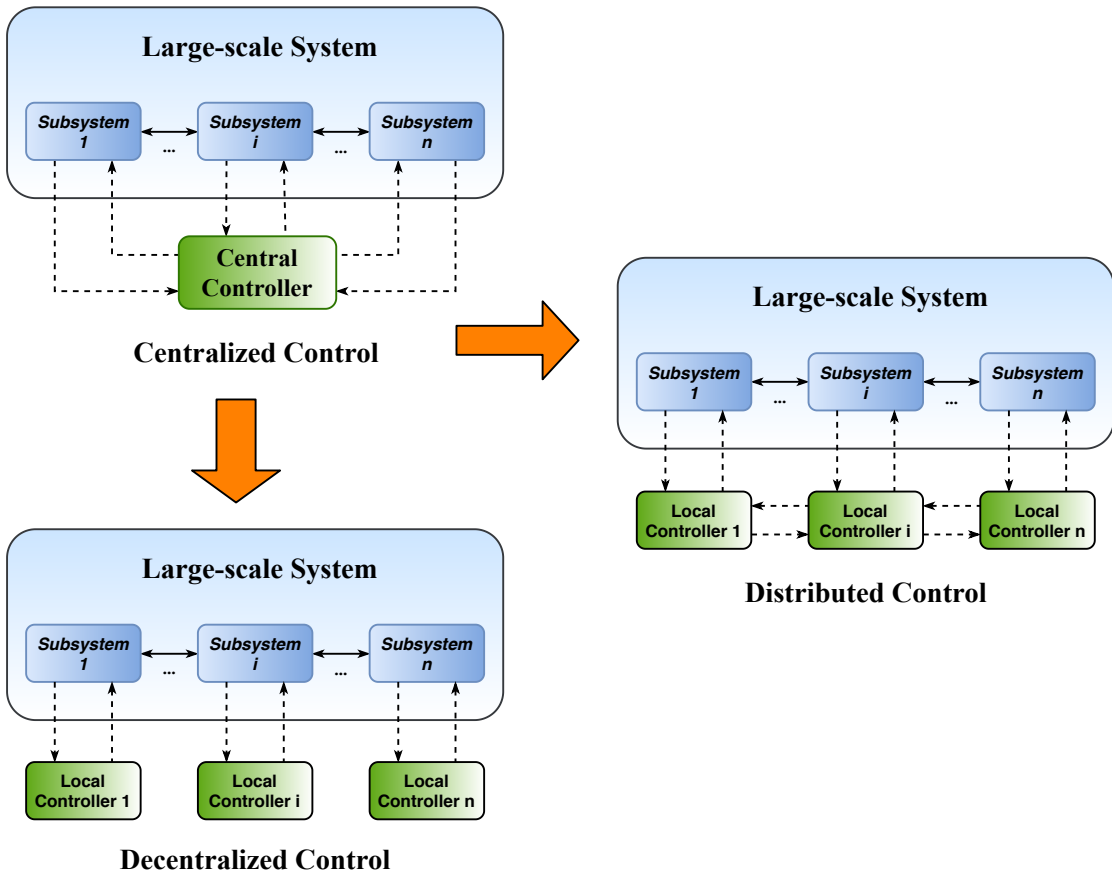 Large-scale System
Subsystem
1
...
Subsystem
i
...
Subsystem
n
Central
Controller
Centralized Control
Large-scale System
Subsystem
1
...
Subsystem
i
...
Subsystem
n
Local
Controller 1
Local
Controller i
Local
Controller n
Distributed Control
Large-scale System
Subsystem
1
...
Subsystem
i
...
Subsystem
n
Local
Controller 1
Local
Controller i
Local
Controller n
Decentralized Control